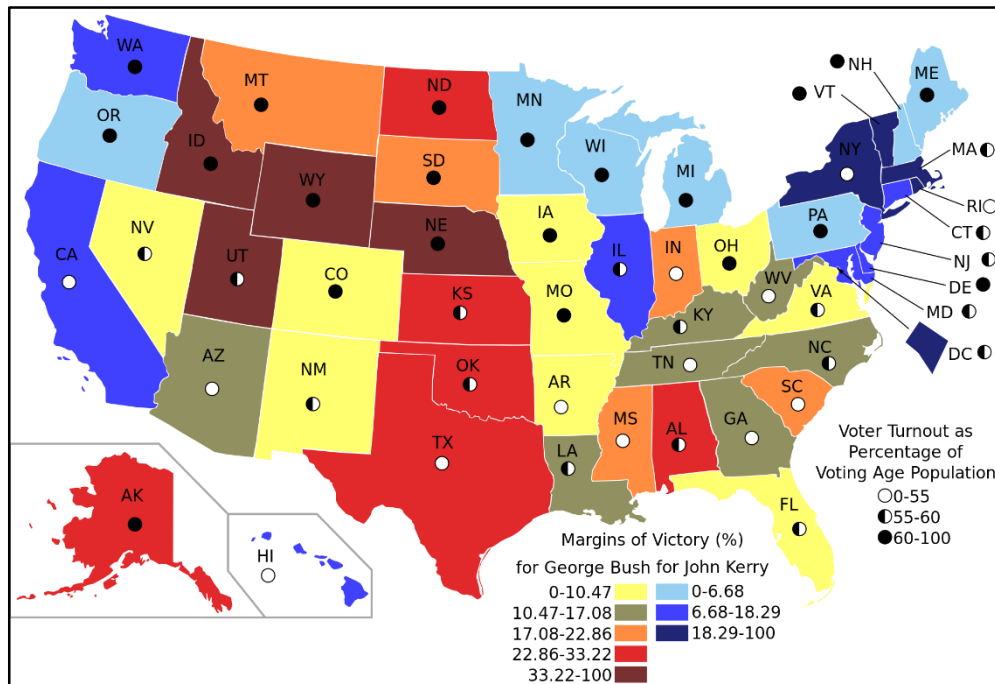 WA
NH
ME
VT
MT
ND
MN
OR
ID
WI
NY
MA
SD
WY
MI
RI
IA
PA
CT
NE
NV
OH
NJ
IL
IN
CA
UT
DE
CO
WV
VA
MD
KS
MO
KY
DC
NC
TN
AZ
OK
NM
AR
SC
MS
AL
GA
TX
LA
FL
AK
HI
Voter Turnout as
Percentage of
Voting Age Population
0-55
55-60
60-100
Margins of Victory (%)
for George Bush for John Kerry
0-10.47 0-6.68
10.47-17.08 6.68-18.29
17.08-22.86 18.29-100
22.86-33.22
33.22-100